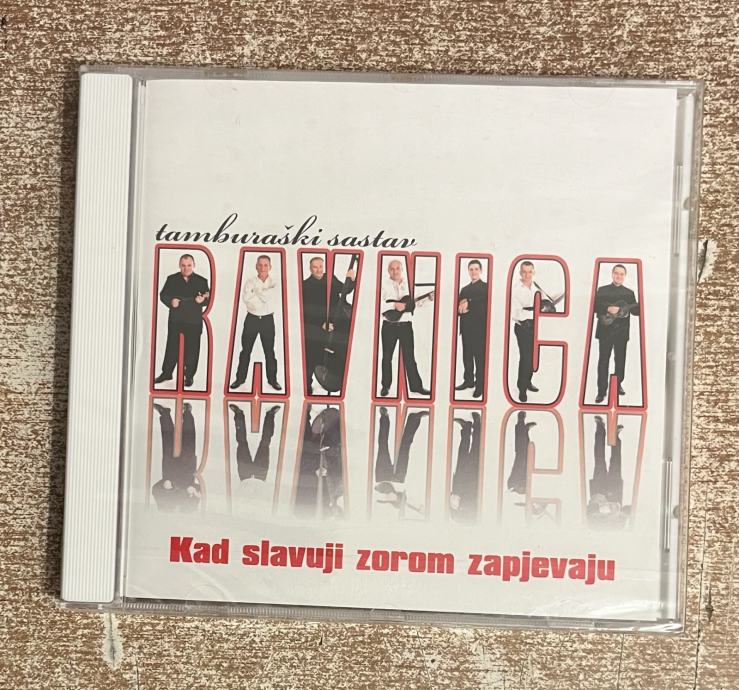 tamburaški sastav
RAVNICA
Kad slavuji zorom zapjevaju